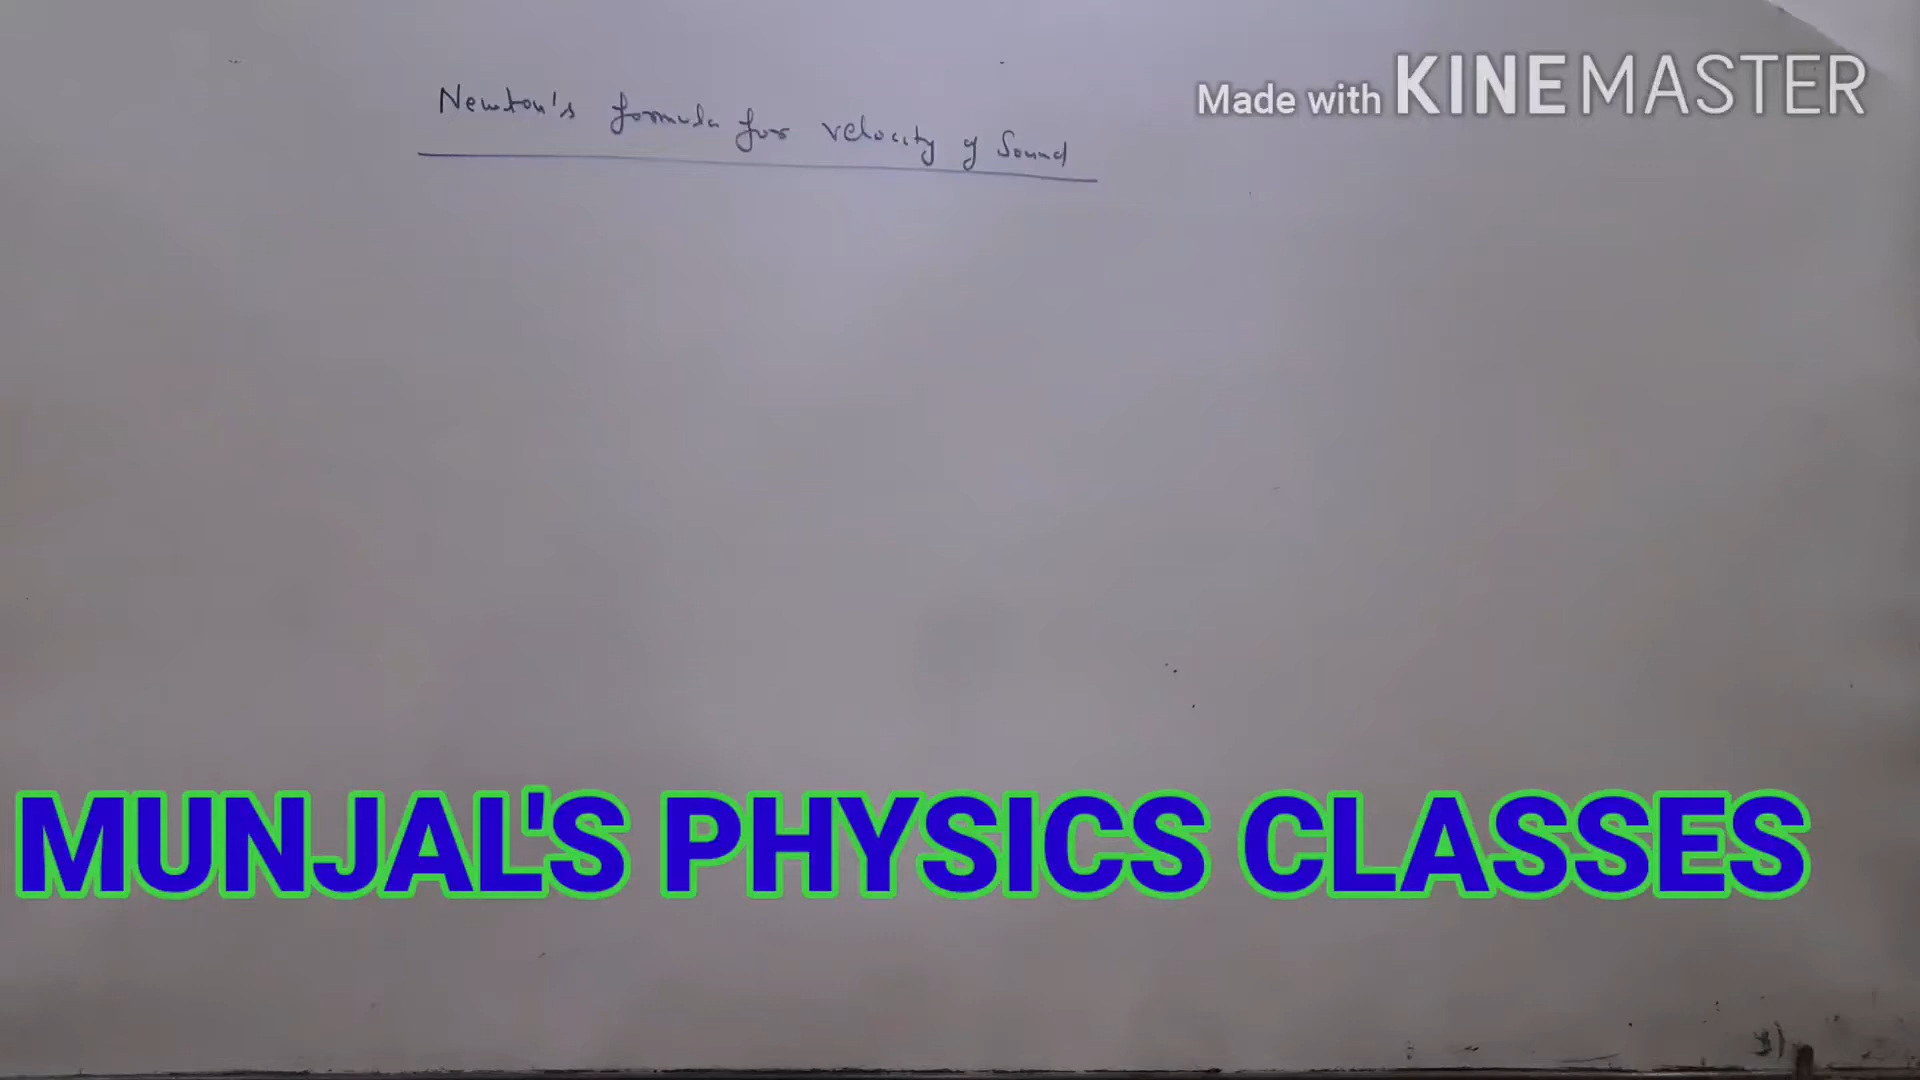 Made with KINEMASTER
Newton's formula for velocity of Sound
MUNJAL'S PHYSICS CLASSES